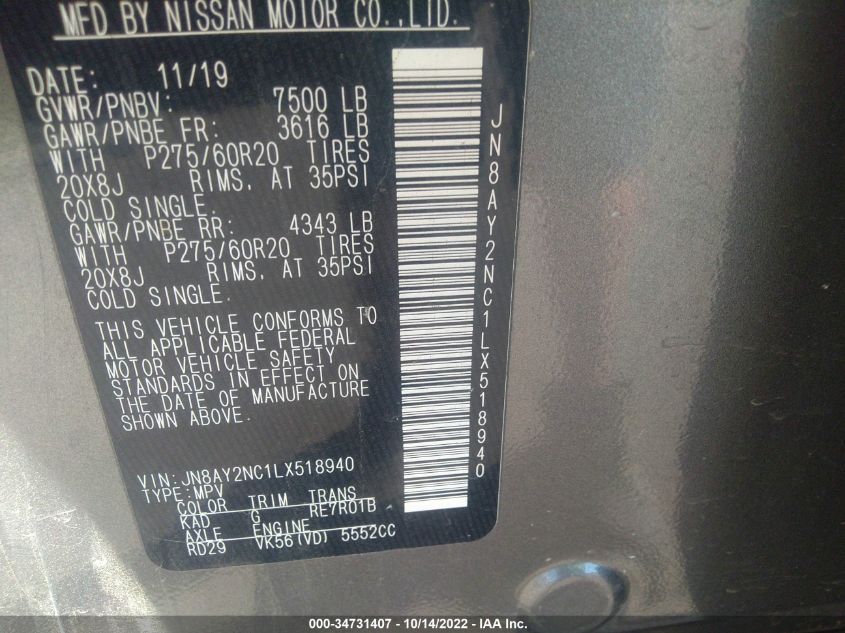 MFD BY NISSAN MOTOR CO.,LTD.
DATE: 11/19
GVWR/PNBV: 7500 LB
GAWR/PNBE FR: 3616 LB
WITH P275/60R20 TIRES
20X8J RIMS, AT 35PSI
COLD SINGLE.
GAWR/PNBE RR: 4343 LB
WITH P275/60R20 TIRES
20X8J RIMS, AT 35PSI
COLD SINGLE.
THIS VEHICLE CONFORMS TO
ALL APPLICABLE FEDERAL
MOTOR VEHICLE SAFETY
STANDARDS IN EFFECT ON
THE DATE OF MANUFACTURE
SHOWN ABOVE.
VIN:JN8AY2NC1LX518940
TYPE:MPV
COLOR TRIM TRANS
KAD G RE7R01B
AXLE ENGINE
RD29 VK56(VD) 5552CC
JN8AY2NC1LX518940
000-34731407 - 10/14/2022 - IAA Inc.